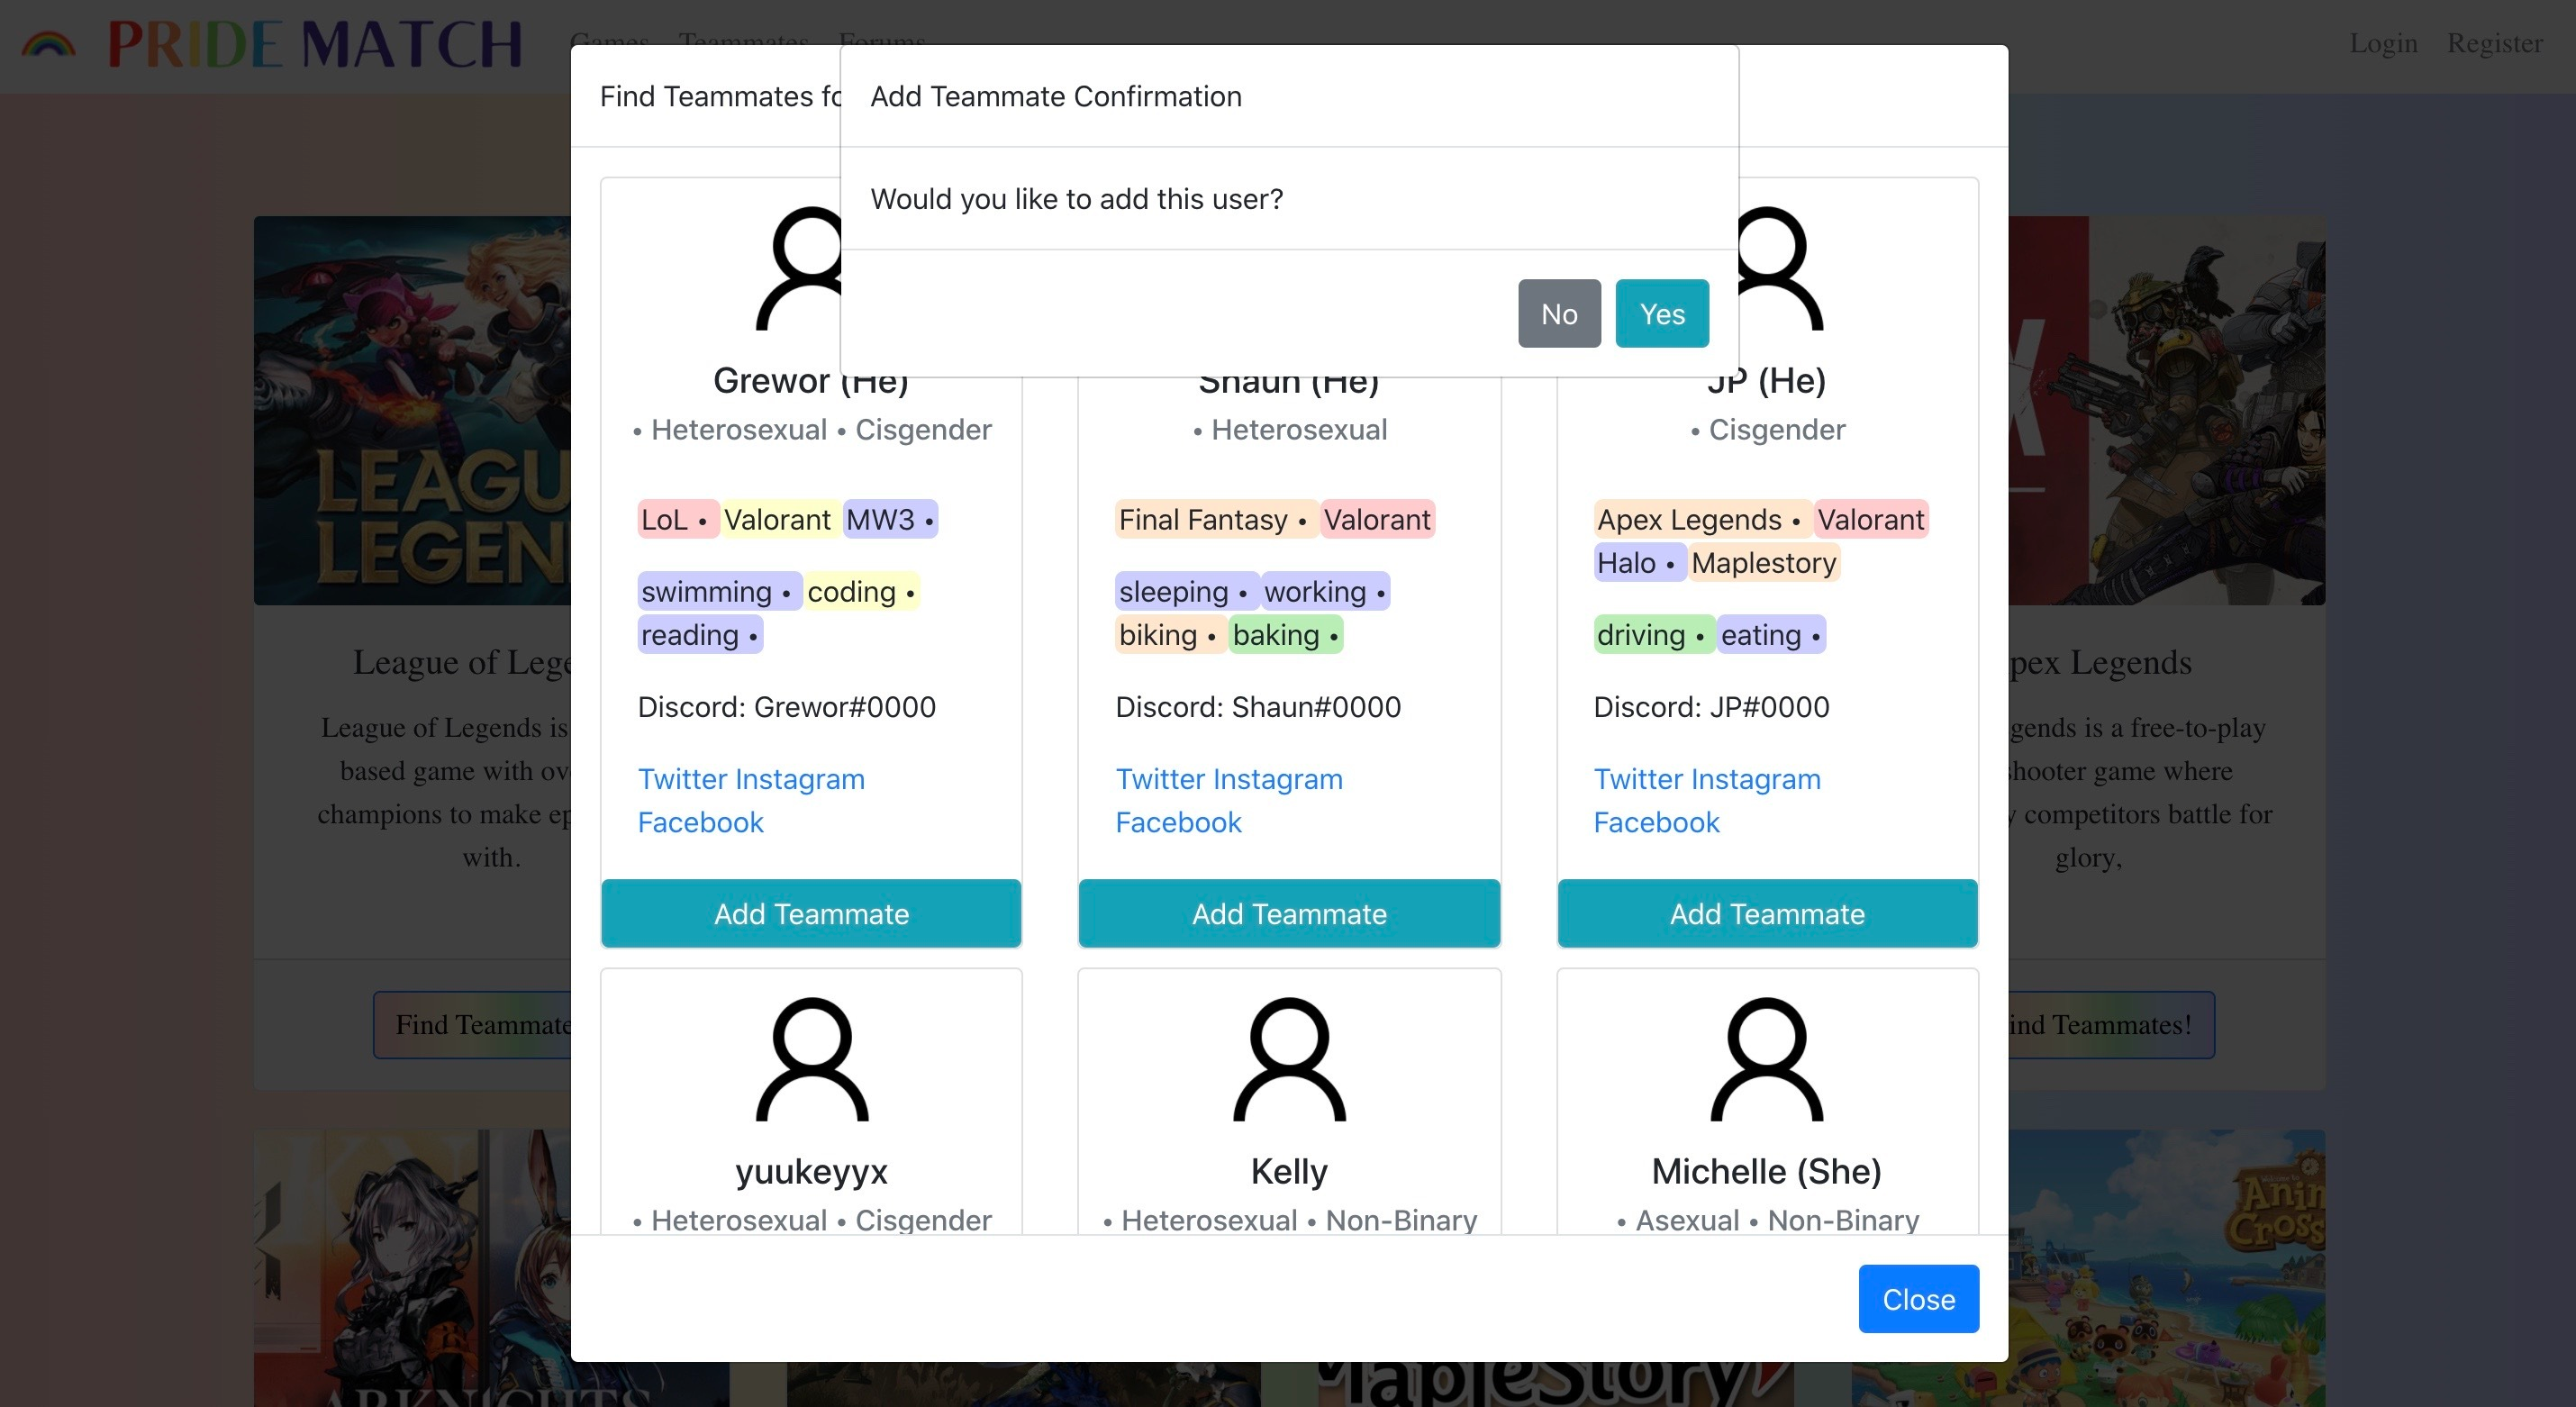 PRIDE MATCH
Games Teammates Forums
Login Register
Find Teammates fo
Add Teammate Confirmation
Would you like to add this user?
No Yes
Grewor (He)
• Heterosexual • Cisgender
LoL • Valorant MW3 •
swimming • coding •
reading •
Discord: Grewor#0000
Twitter Instagram
Facebook
Add Teammate
Shaun (He)
• Heterosexual
Final Fantasy • Valorant
sleeping • working •
biking • baking •
Discord: Shaun#0000
Twitter Instagram
Facebook
Add Teammate
JP (He)
• Cisgender
Apex Legends • Valorant
Halo • Maplestory
driving • eating •
Discord: JP#0000
Twitter Instagram
Facebook
Add Teammate
yuukeyyx
• Heterosexual • Cisgender
Kelly
• Heterosexual • Non-Binary
Michelle (She)
• Asexual • Non-Binary
Close
LEAGU
LEGEN
League of Lege
League of Legends is
based game with ov
champions to make ep
with.
Find Teammate
pex Legends
gends is a free-to-play
hooter game where
y competitors battle for
glory,
ind Teammates!
ARKNIGHTS
MapleStory
Anim
Cross